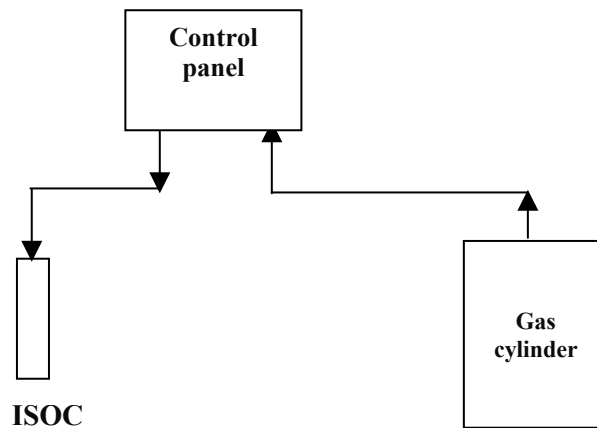 Control
panel
Gas
cylinder
ISOC